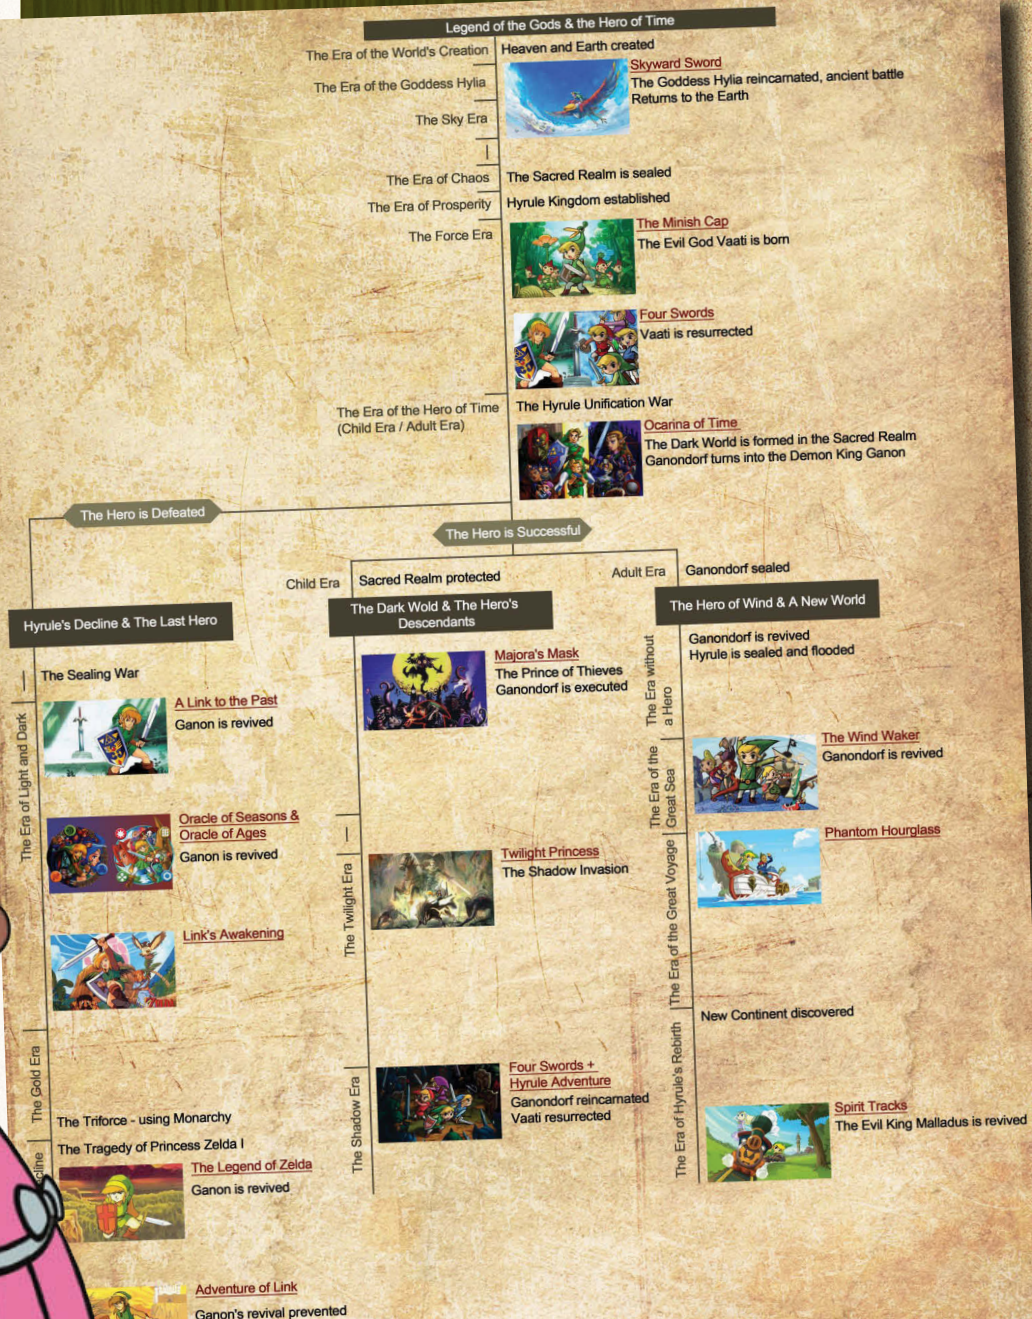 Legend of the Gods & the Hero of Time
The Era of the World's Creation
Heaven and Earth created
The Era of the Goddess Hylia
Skyward Sword
The Goddess Hylia reincarnated, ancient battle
Returns to the Earth
The Sky Era
The Era of Chaos
The Sacred Realm is sealed
The Era of Prosperity
Hyrule Kingdom established
The Force Era
The Minish Cap
The Evil God Vaati is born
Four Swords
Vaati is resurrected
The Era of the Hero of Time
(Child Era / Adult Era)
The Hyrule Unification War
Ocarina of Time
The Dark World is formed in the Sacred Realm
Ganondorf turns into the Demon King Ganon
The Hero is Defeated
The Hero is Successful
Child Era
Sacred Realm protected
Adult Era
Ganondorf sealed
Hyrule's Decline & The Last Hero
The Sealing War
The Era of Light and Dark
A Link to the Past
Ganon is revived
Oracle of Seasons &
Oracle of Ages
Ganon is revived
Link's Awakening
The Gold Era
The Triforce - using Monarchy
The Tragedy of Princess Zelda I
The Legend of Zelda
Ganon is revived
Adventure of Link
Ganon's revival prevented
The Dark Wold & The Hero's
Descendants
Majora's Mask
The Prince of Thieves
Ganondorf is executed
The Twilight Era
Twilight Princess
The Shadow Invasion
The Shadow Era
Four Swords +
Hyrule Adventure
Ganondorf reincarnated
Vaati resurrected
The Hero of Wind & A New World
The Era without
a Hero
Ganondorf is revived
Hyrule is sealed and flooded
The Era of the
Great Sea
The Wind Waker
Ganondorf is revived
The Era of the Great Voyage
Phantom Hourglass
The Era of Hyrule's Rebirth
New Continent discovered
Spirit Tracks
The Evil King Malladus is revived